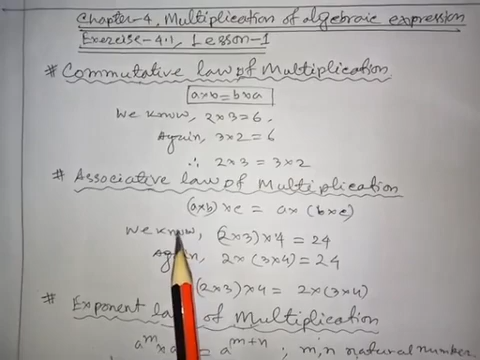 Chapter-4, Multiplication of algebraic expression
Exercise-4.1, Lesson-1
# Commutative law of Multiplication
a×b=b×a
We know, 2×3=6,
Again, 3×2=6
∴ 2×3=3×2
# Associative law of Multiplication
(a×b)×c = a×(b×c)
We know, (2×3)×4=24
Again, 2×(3×4)=24
(2×3)×4= 2×(3×4)
# Exponent law of Multiplication
a^m × a = a^m+n ; m,n natural number